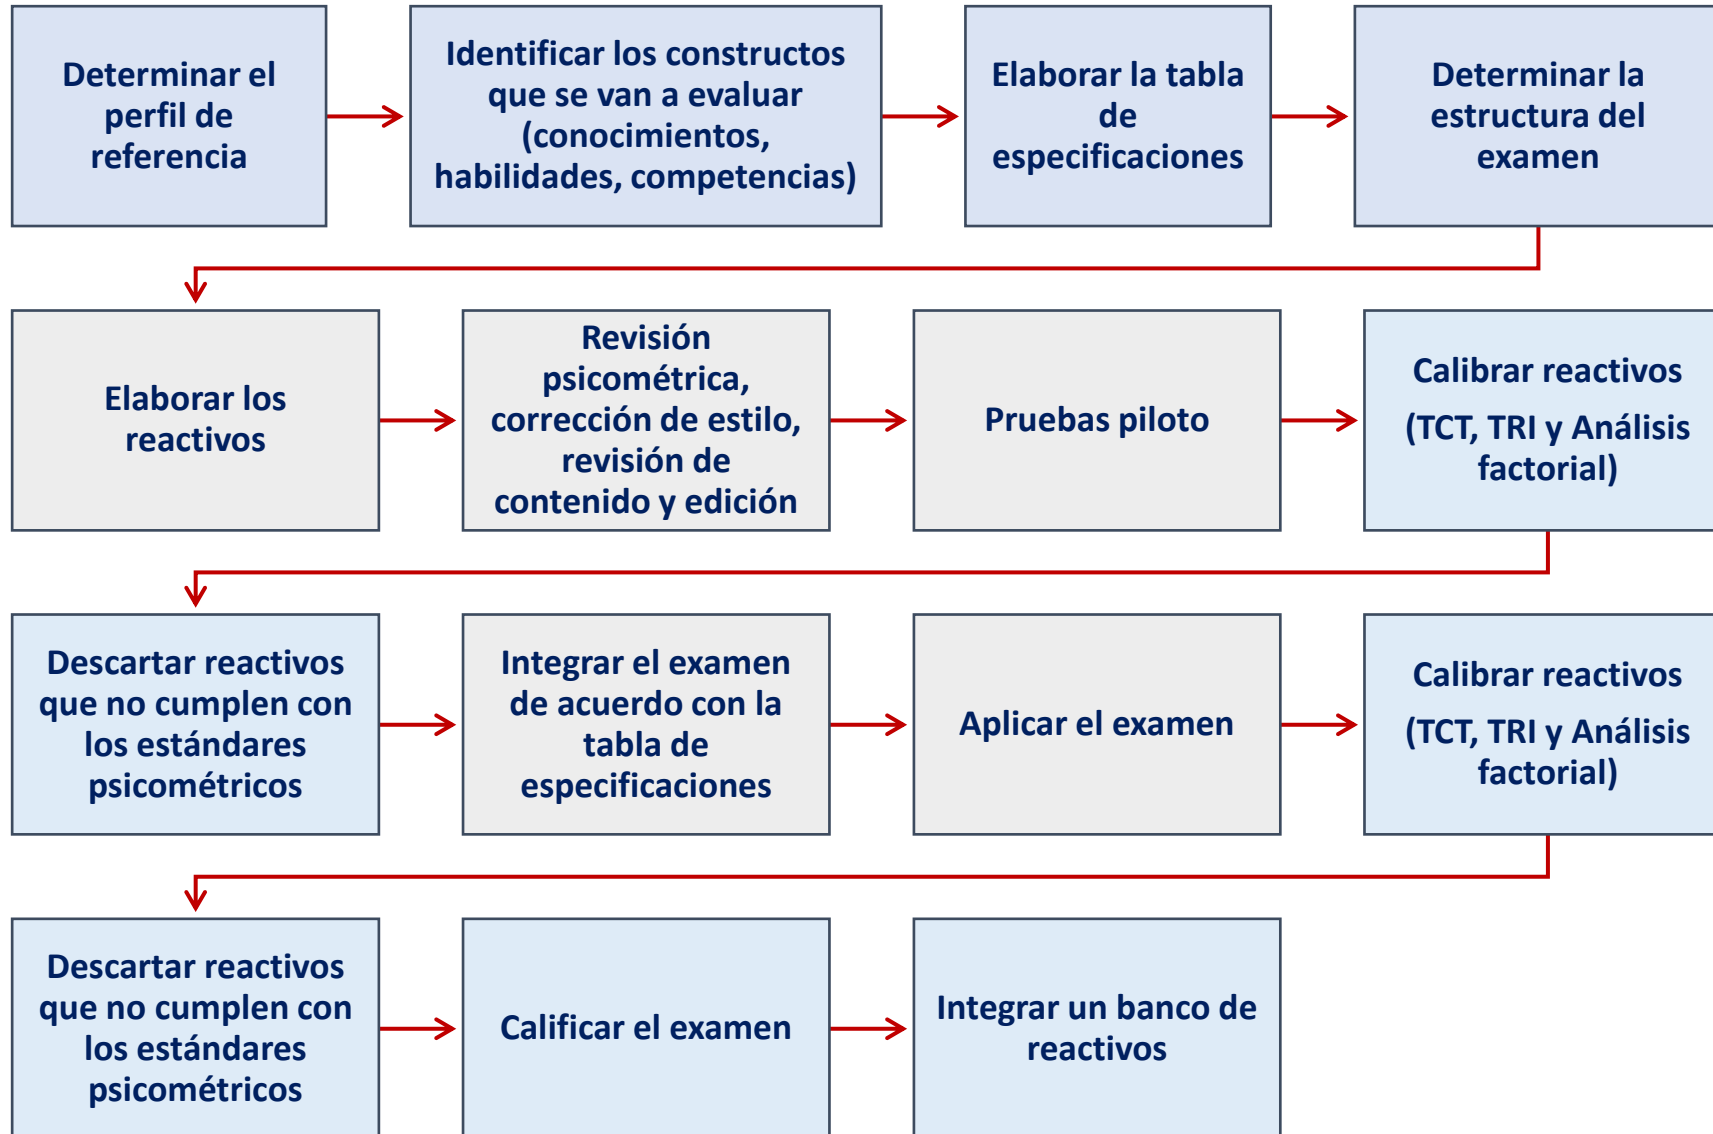 Determinar el
perfil de
referencia
Identificar los constructos
que se van a evaluar
(conocimientos,
habilidades, competencias)
Elaborar la tabla
de
especificaciones
Determinar la
estructura del
examen
Elaborar los
reactivos
Revisión
psicométrica,
corrección de estilo,
revisión de
contenido y edición
Pruebas piloto
Calibrar reactivos
(TCT, TRI y Análisis
factorial)
Descartar reactivos
que no cumplen con
los estándares
psicométricos
Integrar el examen
de acuerdo con la
tabla de
especificaciones
Aplicar el examen
Calibrar reactivos
(TCT, TRI y Análisis
factorial)
Descartar reactivos
que no cumplen con
los estándares
psicométricos
Calificar el examen
Integrar un banco de
reactivos